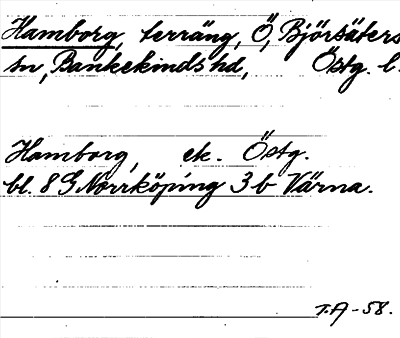 Hamborg, terräng, Ö, Björsäters
sn, Bankekinds hd, Östg. l.
Hamborg, ek. Östg.
bl. 8 G Norrköping 3 b Värna.
T.A -58.